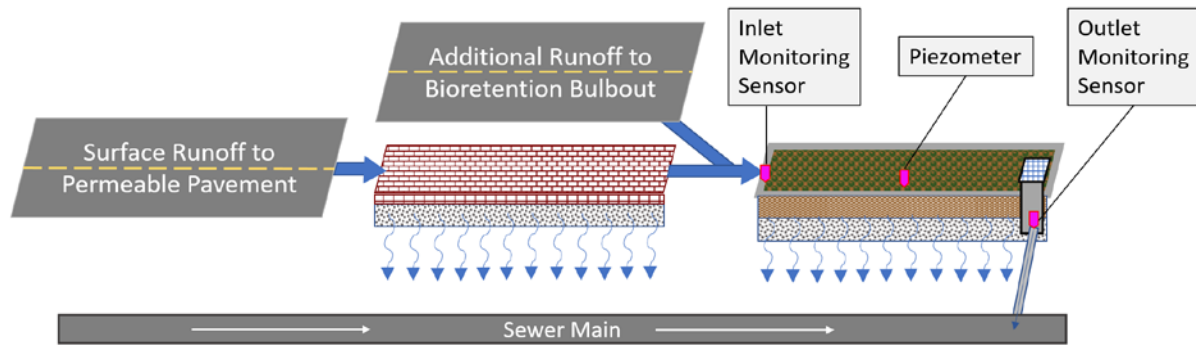 Additional Runoff to
Bioretention Bulbout
Inlet
Monitoring
Sensor
Piezometer
Outlet
Monitoring
Sensor
Surface Runoff to
Permeable Pavement
Sewer Main